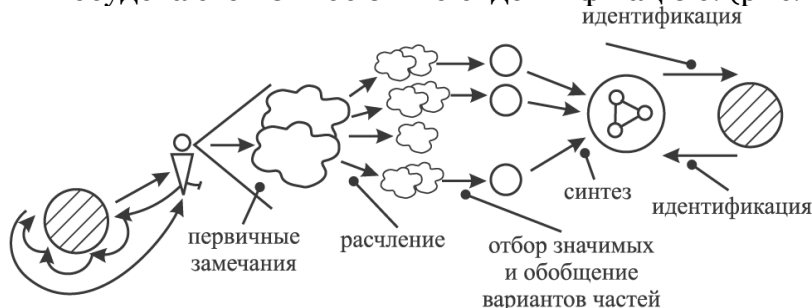 идентификация
первичные
замечания
расчление
отбор значимых
и обобщение
вариантов частей
синтез
идентификация